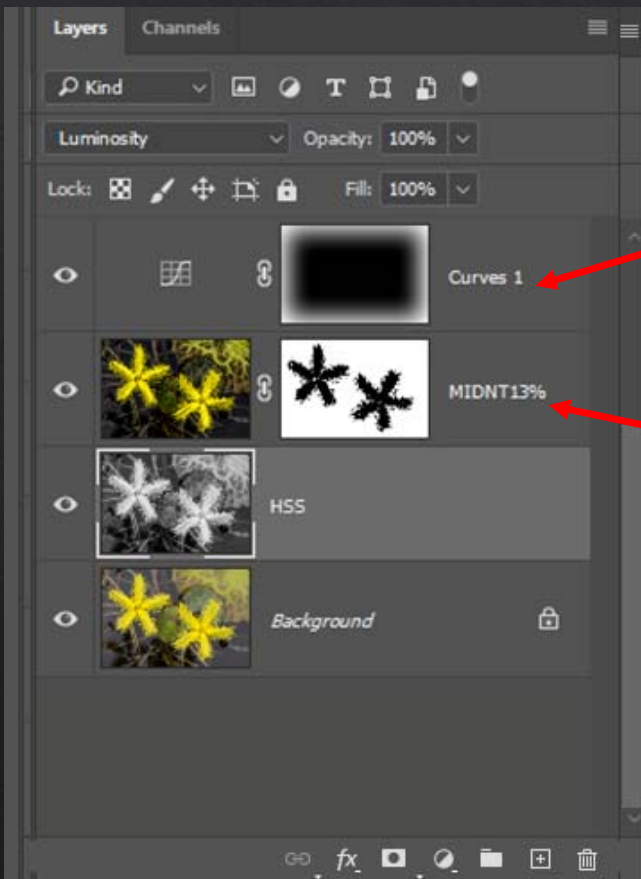 Layers Channels
Kind
Luminosity Opacity: 100%
Lock: Fill: 100%
Curves 1
MIDNT13%
HSS
Background
fx